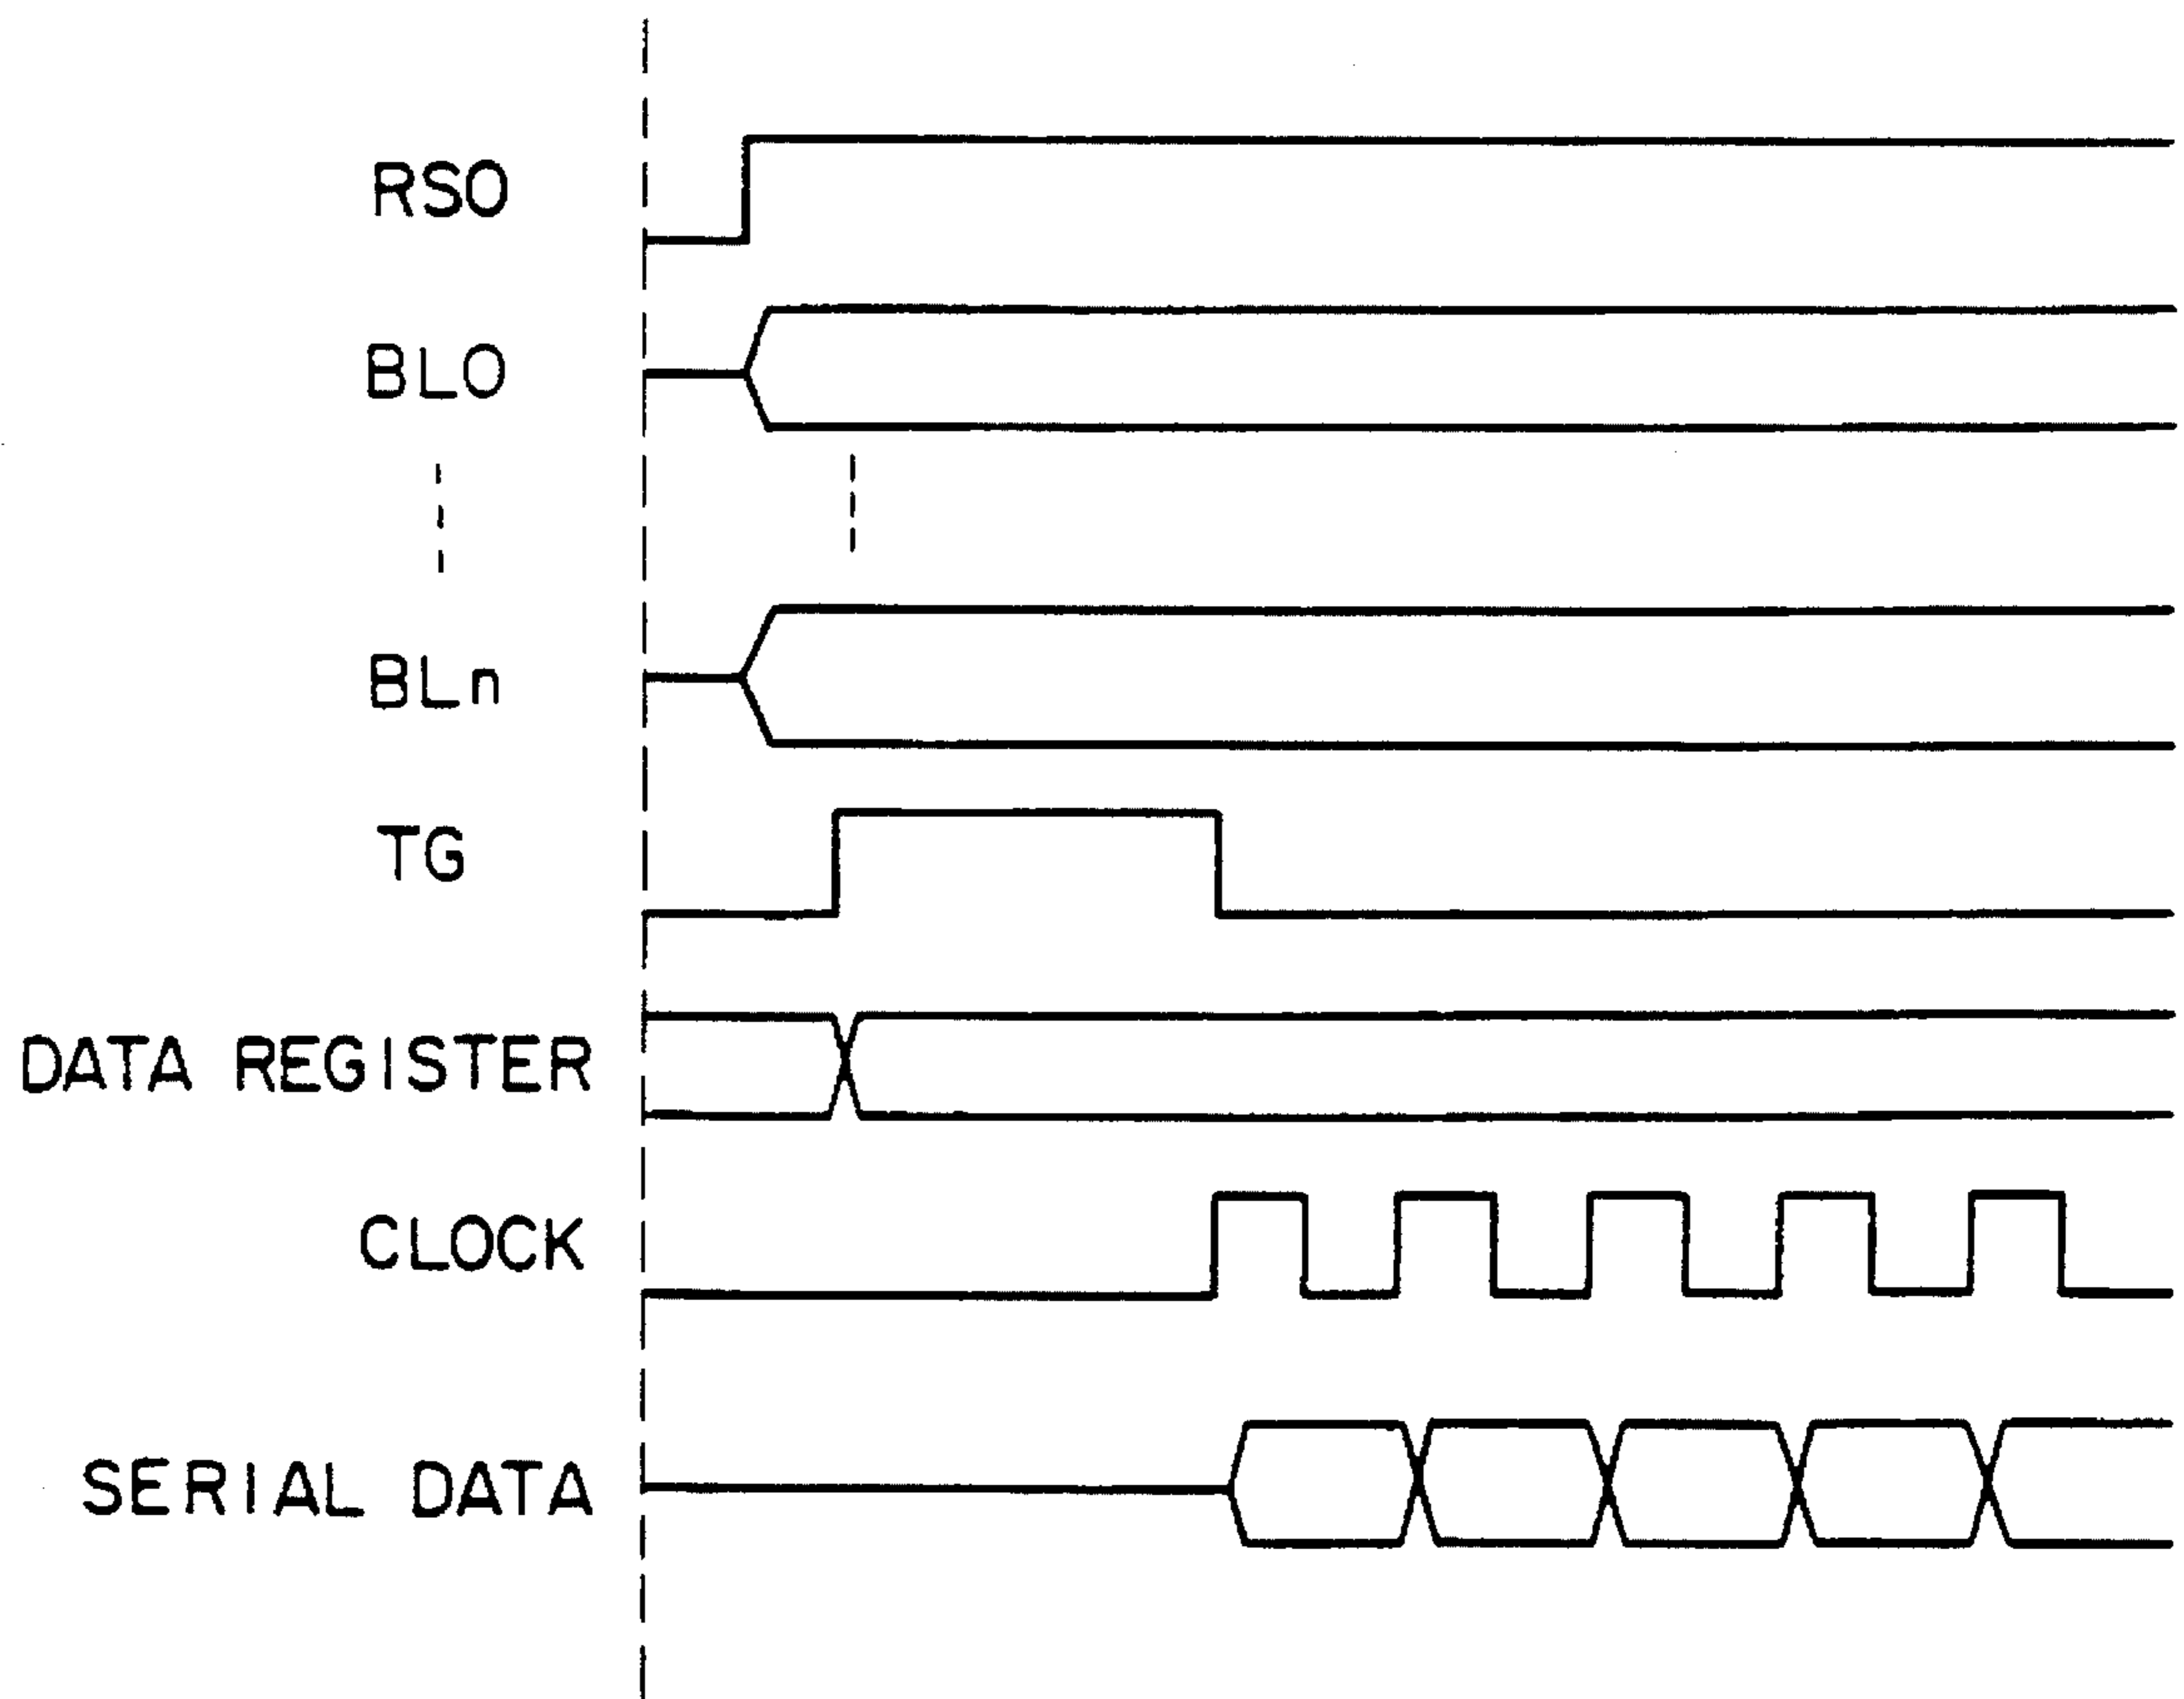 RSO
BLO
BLn
TG
DATA REGISTER
CLOCK
SERIAL DATA